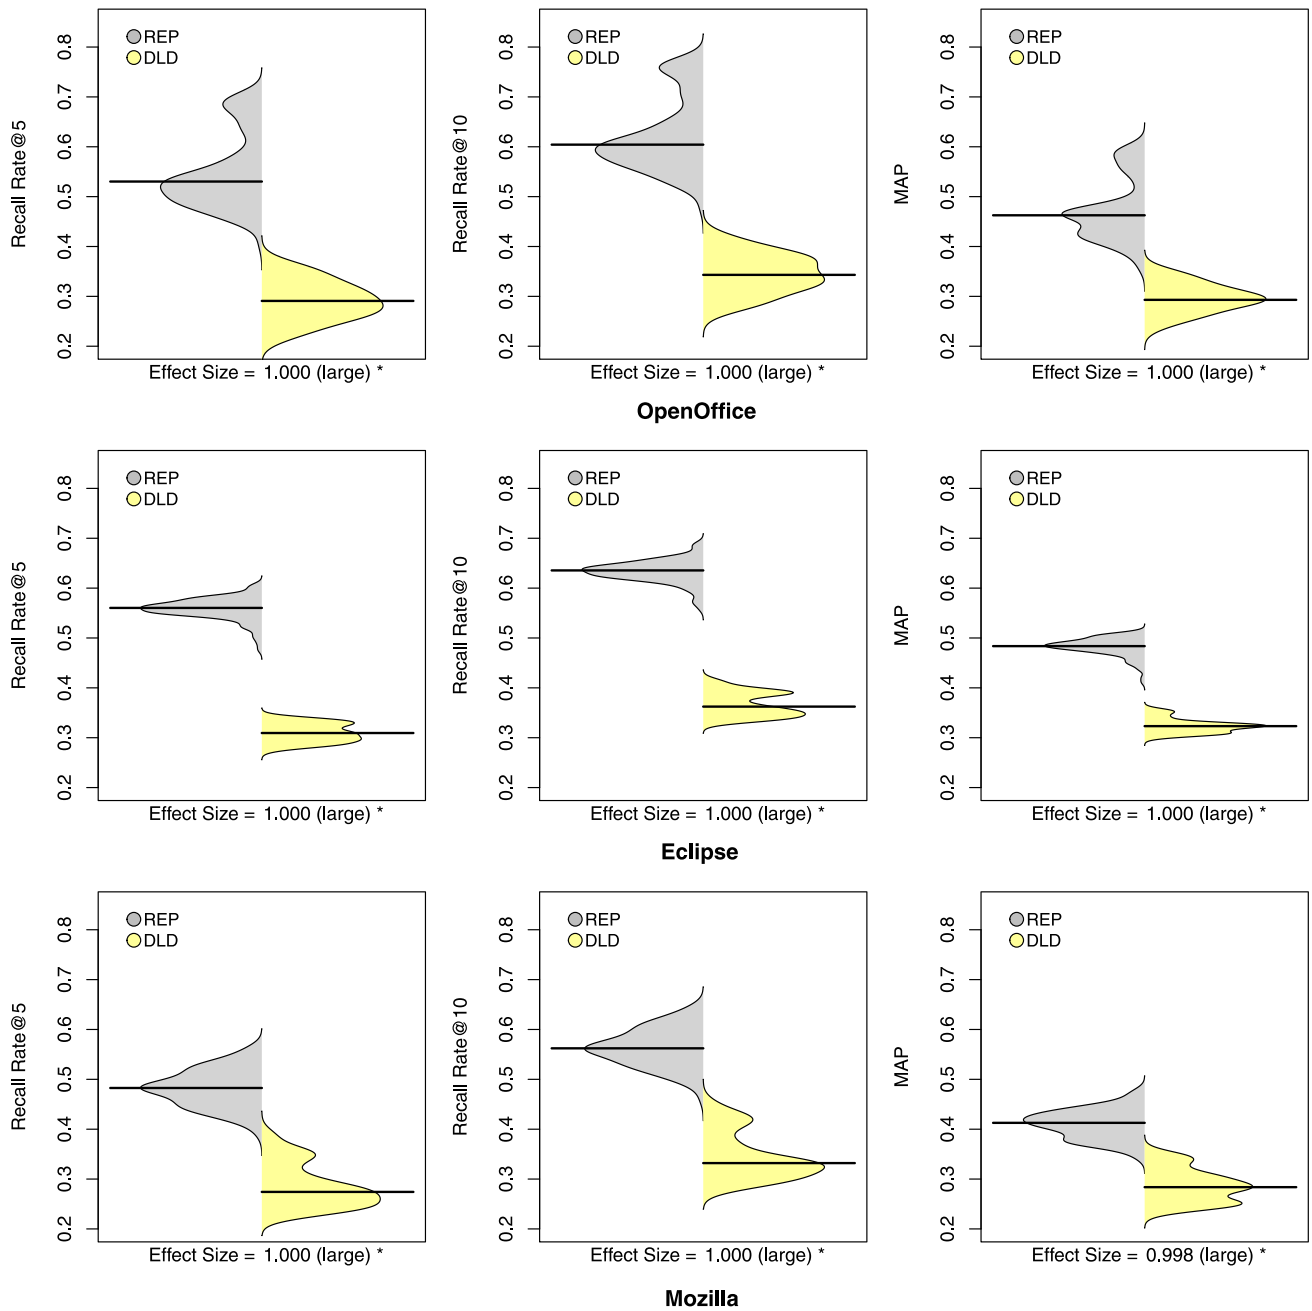 REP
DLD
Recall Rate@5
0.2 0.3 0.4 0.5 0.6 0.7 0.8
Effect Size = 1.000 (large) *
REP
DLD
Recall Rate@10
0.2 0.3 0.4 0.5 0.6 0.7 0.8
Effect Size = 1.000 (large) *
REP
DLD
MAP
0.2 0.3 0.4 0.5 0.6 0.7 0.8
Effect Size = 1.000 (large) *
OpenOffice
REP
DLD
Recall Rate@5
0.2 0.3 0.4 0.5 0.6 0.7 0.8
Effect Size = 1.000 (large) *
REP
DLD
Recall Rate@10
0.2 0.3 0.4 0.5 0.6 0.7 0.8
Effect Size = 1.000 (large) *
REP
DLD
MAP
0.2 0.3 0.4 0.5 0.6 0.7 0.8
Effect Size = 1.000 (large) *
Eclipse
REP
DLD
Recall Rate@5
0.2 0.3 0.4 0.5 0.6 0.7 0.8
Effect Size = 1.000 (large) *
REP
DLD
Recall Rate@10
0.2 0.3 0.4 0.5 0.6 0.7 0.8
Effect Size = 1.000 (large) *
REP
DLD
MAP
0.2 0.3 0.4 0.5 0.6 0.7 0.8
Effect Size = 0.998 (large) *
Mozilla